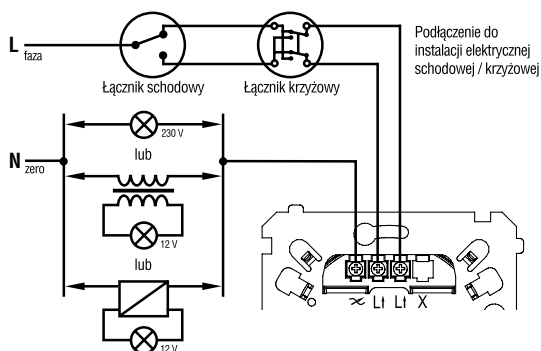 L faza
Łącznik schodowy
Łącznik krzyżowy
Podłączenie do
instalacji elektrycznej
schodowej / krzyżowej
230 V
lub
N zero
12 V
lub
12 V
≈ L↑ L↑ X